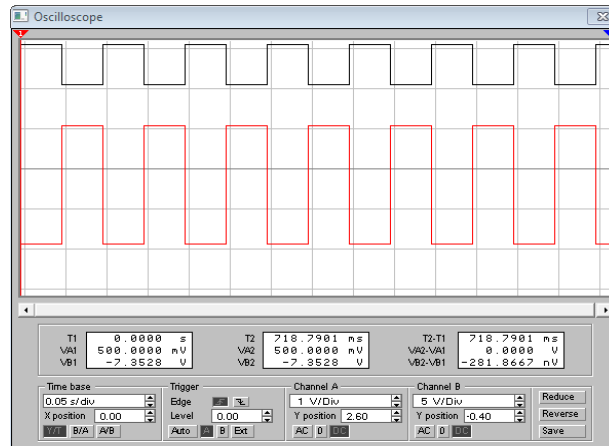 Oscilloscope
1
T1 0.0000 s T2 718.7901 ms T2-T1 718.7901 ms
VA1 500.0000 mV VA2 500.0000 mV VA2-VA1 0.0000 V
VB1 -7.3528 V VB2 -7.3528 V VB2-VB1 -281.8667 nV
Time base Trigger Channel A Channel B
0.05 s/div Edge 1 V/Div 5 V/Div Reduce
X position 0.00 Level 0.00 Y position 2.60 Y position -0.40 Reverse
Y/T B/A A/B Auto A B Ext AC 0 DC AC 0 DC Save